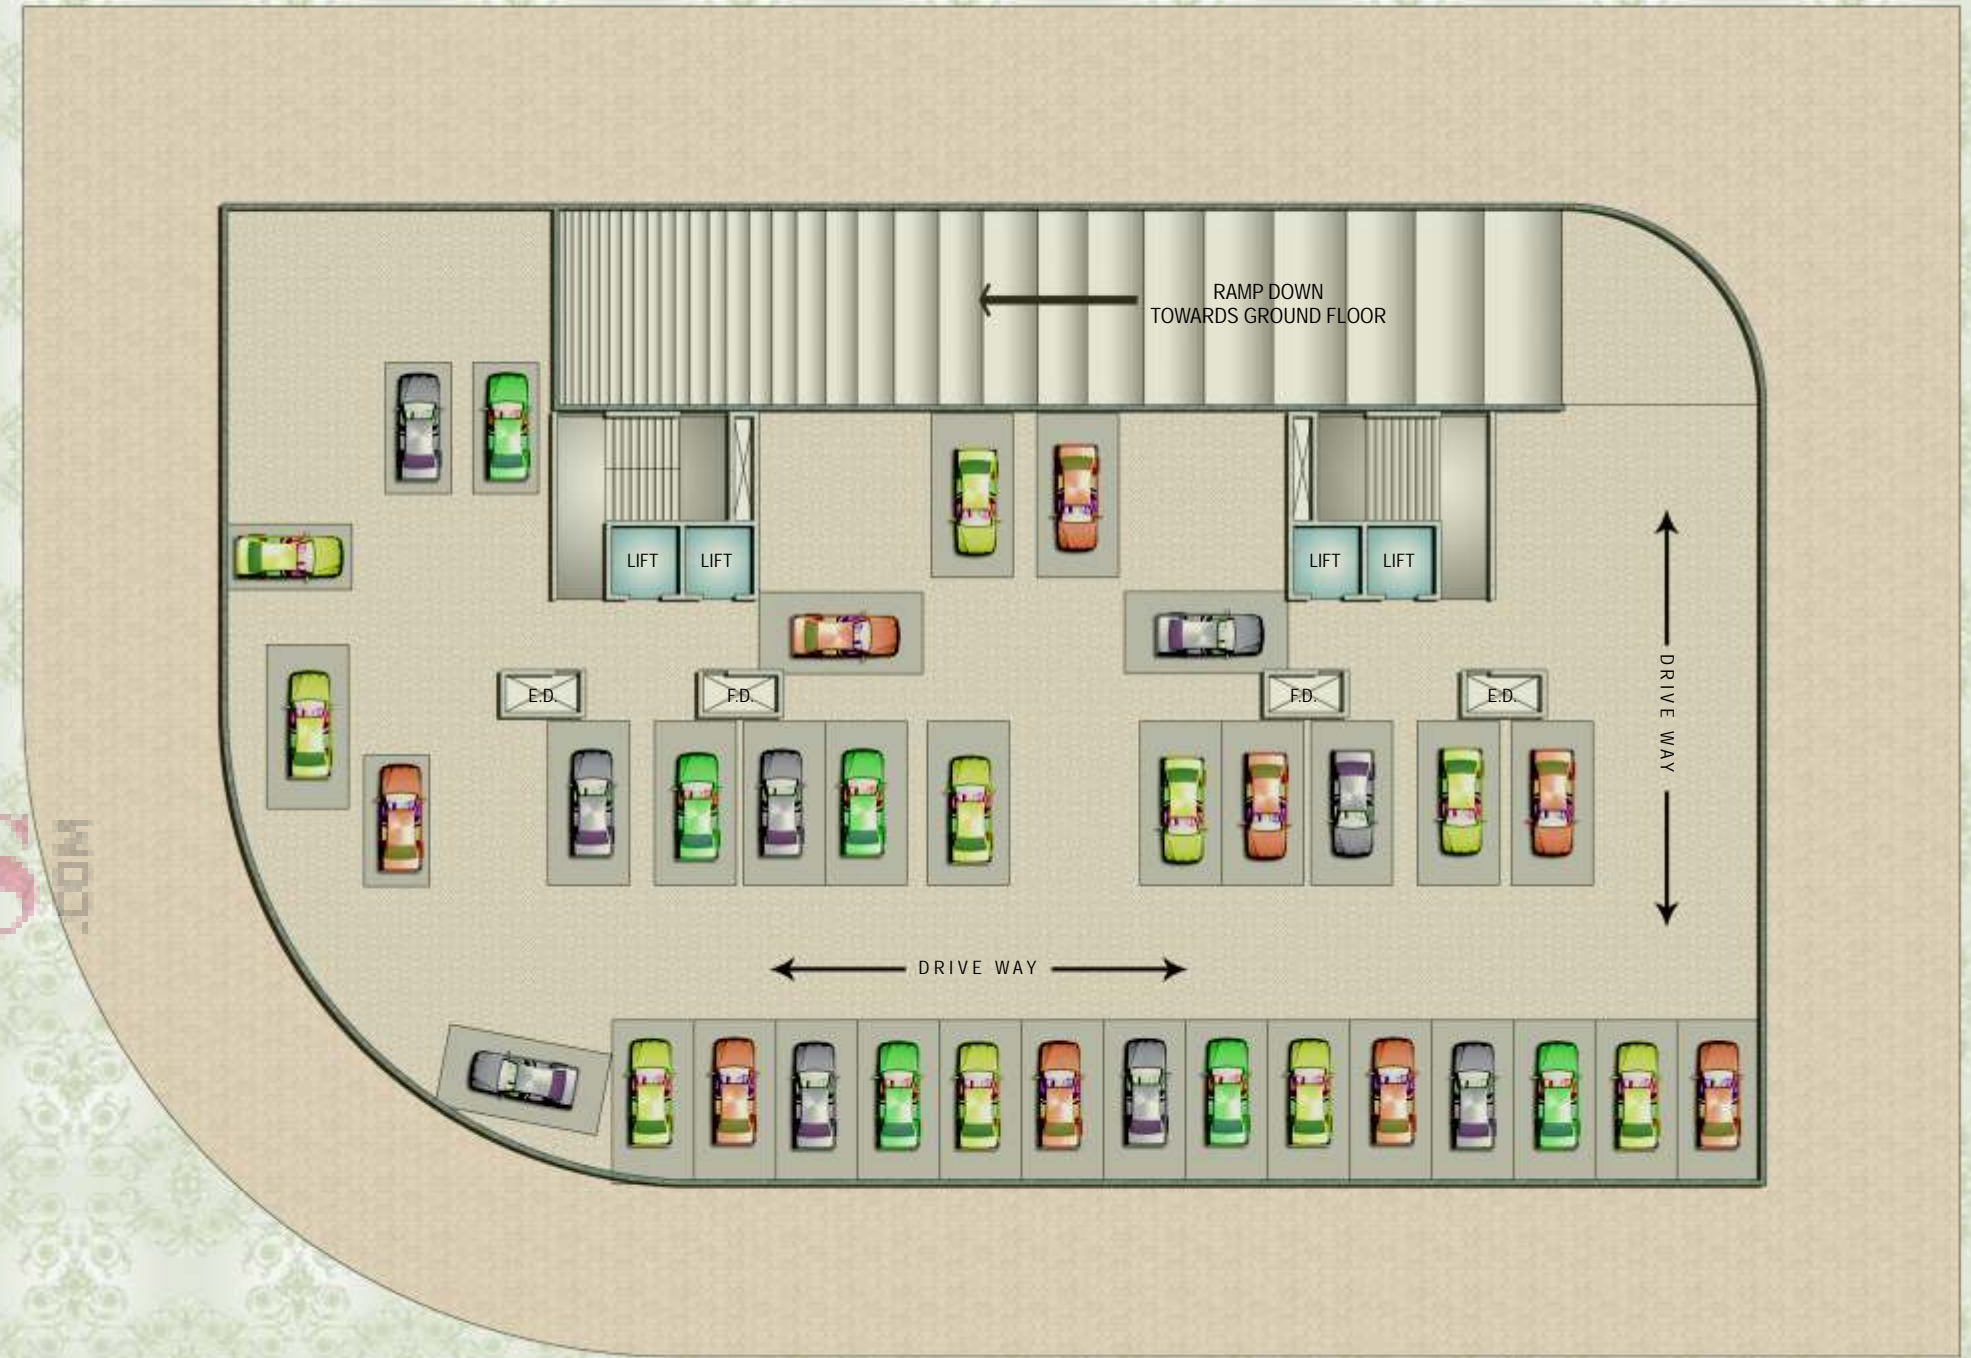 RAMP DOWN
TOWARDS GROUND FLOOR
LIFT
LIFT
LIFT
LIFT
E.D.
F.D.
F.D.
E.D.
DRIVE WAY
DRIVE WAY
.COM